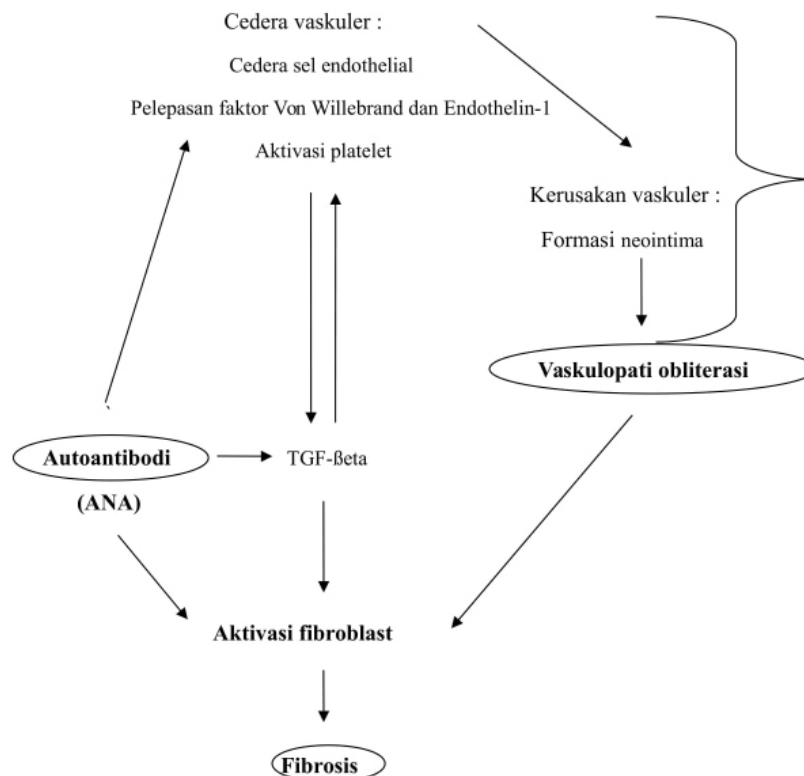 Cedera vaskuler :
Cedera sel endothelial
Pelepasan faktor Von Willebrand dan Endothelin-1
Aktivasi platelet
Kerusakan vaskuler :
Formasi neointima
Vaskulopati obliterasi
Autoantibodi
(ANA)
TGF-ßeta
Aktivasi fibroblast
Fibrosis